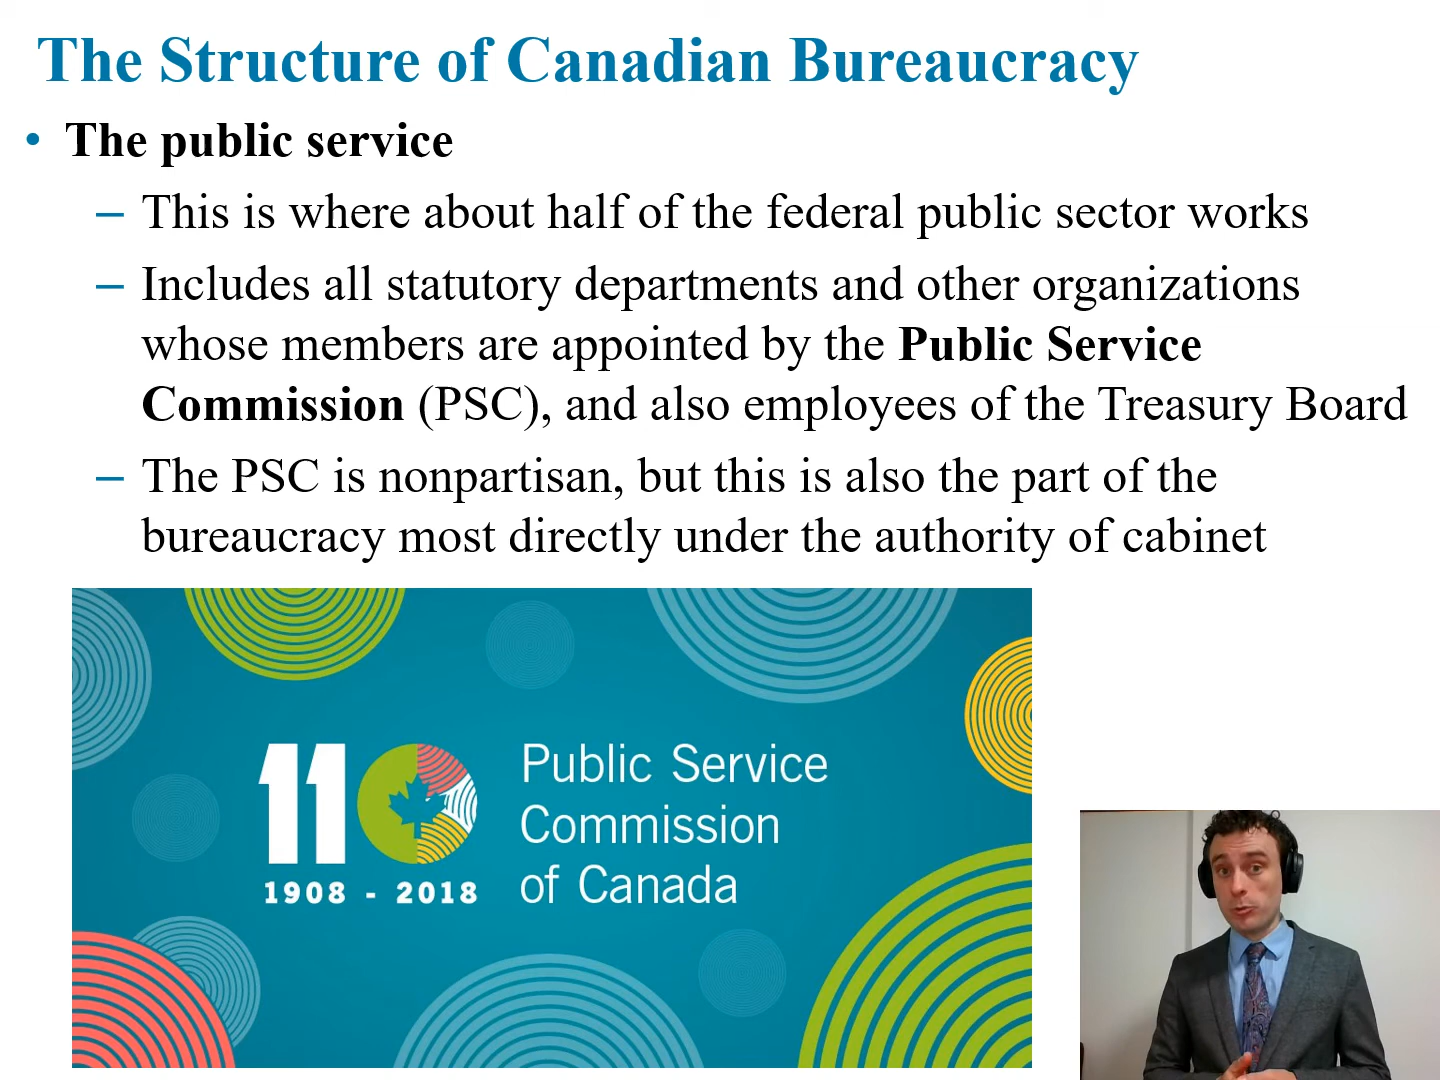 The Structure of Canadian Bureaucracy
• The public service
– This is where about half of the federal public sector works
– Includes all statutory departments and other organizations
whose members are appointed by the Public Service
Commission (PSC), and also employees of the Treasury Board
– The PSC is nonpartisan, but this is also the part of the
bureaucracy most directly under the authority of cabinet
110
1908 - 2018
Public Service
Commission
of Canada